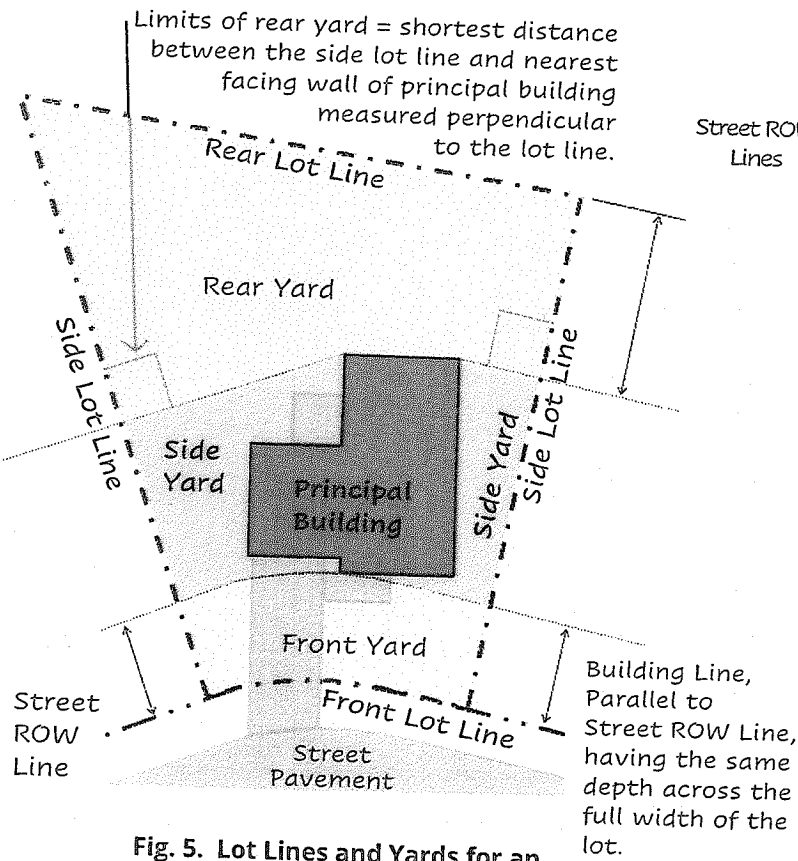 Limits of rear yard = shortest distance
between the side lot line and nearest
facing wall of principal building
measured perpendicular
to the lot line.
Street ROW
Lines
Rear Lot Line
Rear Yard
Side Lot Line
Side Lot Line
Side
Yard
Side Yard
Principal
Building
Front Yard
Front Lot Line
Street
ROW
Line
Street
Pavement
Building Line,
Parallel to
Street ROW Line,
having the same
depth across the
full width of the
lot.
Fig. 5. Lot Lines and Yards for an